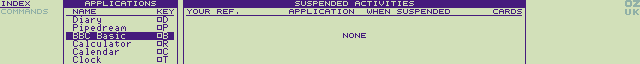 INDEX
COMMANDS
APPLICATIONS
NAME KEY
Diary □D
Pipedream □P
BBC Basic □B
Calculator □R
Calendar □C
Clock □T
SUSPENDED ACTIVITIES
YOUR REF. APPLICATION WHEN SUSPENDED CARDS
NONE
OZ
UK